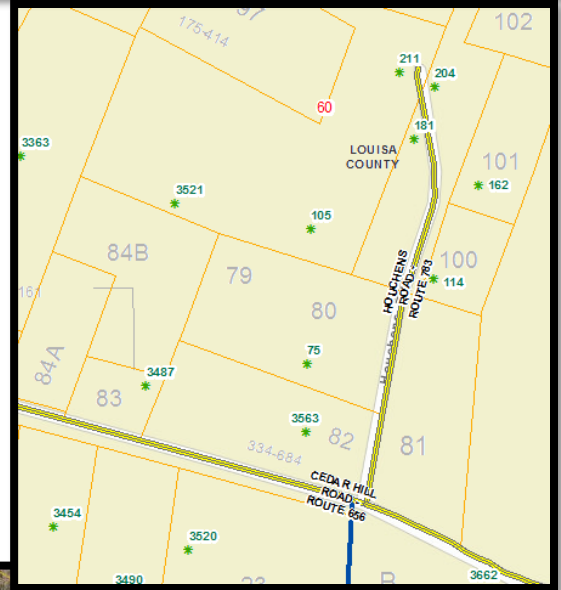 97
102
175-414
211
204
60
181
3363
LOUISA
COUNTY
101
162
3521
105
84B
79
HOUCHENS
ROAD-
ROUTE 783
100
114
161
80
84A
75
3487
83
3563
82
81
334-684
CEDAR HILL
ROAD-
ROUTE 656
3454
3520
3490
3662
B